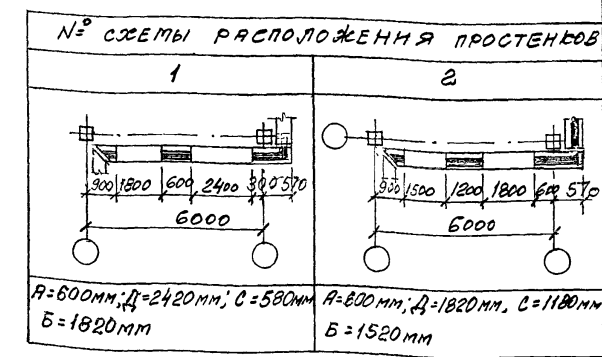 № СХЕМЫ РАСПОЛОЖЕНИЯ ПРОСТЕНКОВ
1
2
900 1800 600 2400 300 570
6000
900 1500 1200 1800 600 570
6000
А=600мм; Д=2420мм; С=580мм
Б=1820мм
А=600мм; Д=1820мм, С=1180мм
Б=1520мм